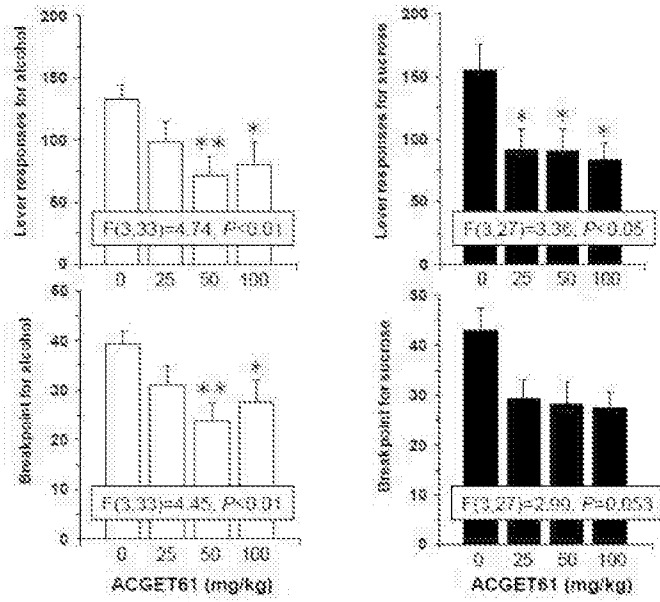 Lever responses for alcohol
200
150
100
50
0
**
*
F(3,33)=4.74, P<0.01
0 25 50 100
Lever responses for sucrose
200
150
100
50
0
* * *
F(3,27)=3.36, P<0.05
0 25 50 100
Breakpoint for alcohol
50
40
30
20
10
0
**
*
F(3,33)=4.45, P<0.01
0 25 50 100
ACGET61 (mg/kg)
Breakpoint for sucrose
50
40
30
20
10
0
F(3,27)=2.90, P=0.053
0 25 50 100
ACGET61 (mg/kg)